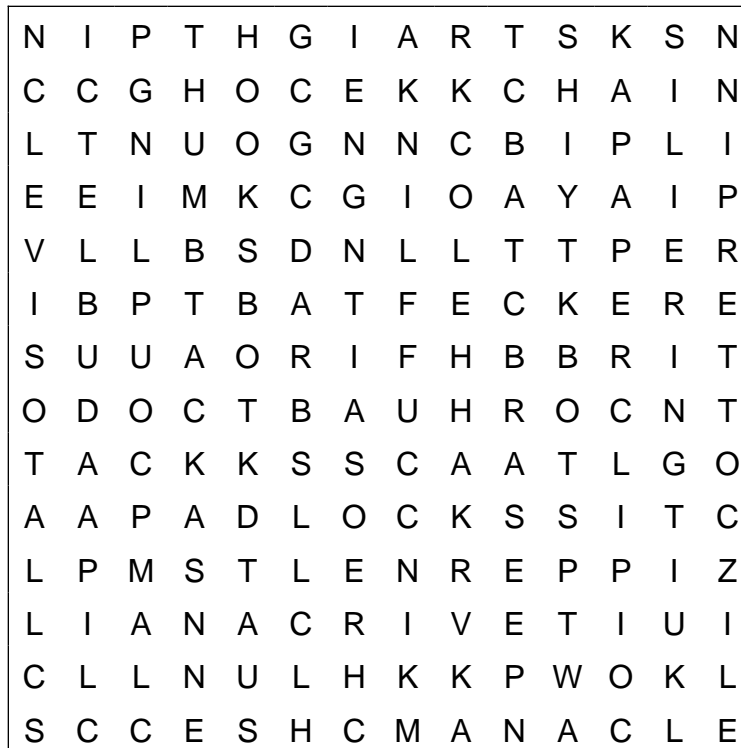 N I P T H G I A R T S K S N
C C G H O C E K K C H A I N
L T N U O G N N C B I P L I
E E I M K C G I O A Y A I P
V L L B S D N L L T T P E R
I B P T B A T F E C K E R E
S U U A O R I F H B B R I T
O D O C T B A U H R O C N T
T A C K K S S C A A T L G O
A A P A D L O C K S S I T C
L P M S T L E N R E P P I Z
L I A N A C R I V E T I U I
C L L N U L H K K P W O K L
S C C E S H C M A N A C L E